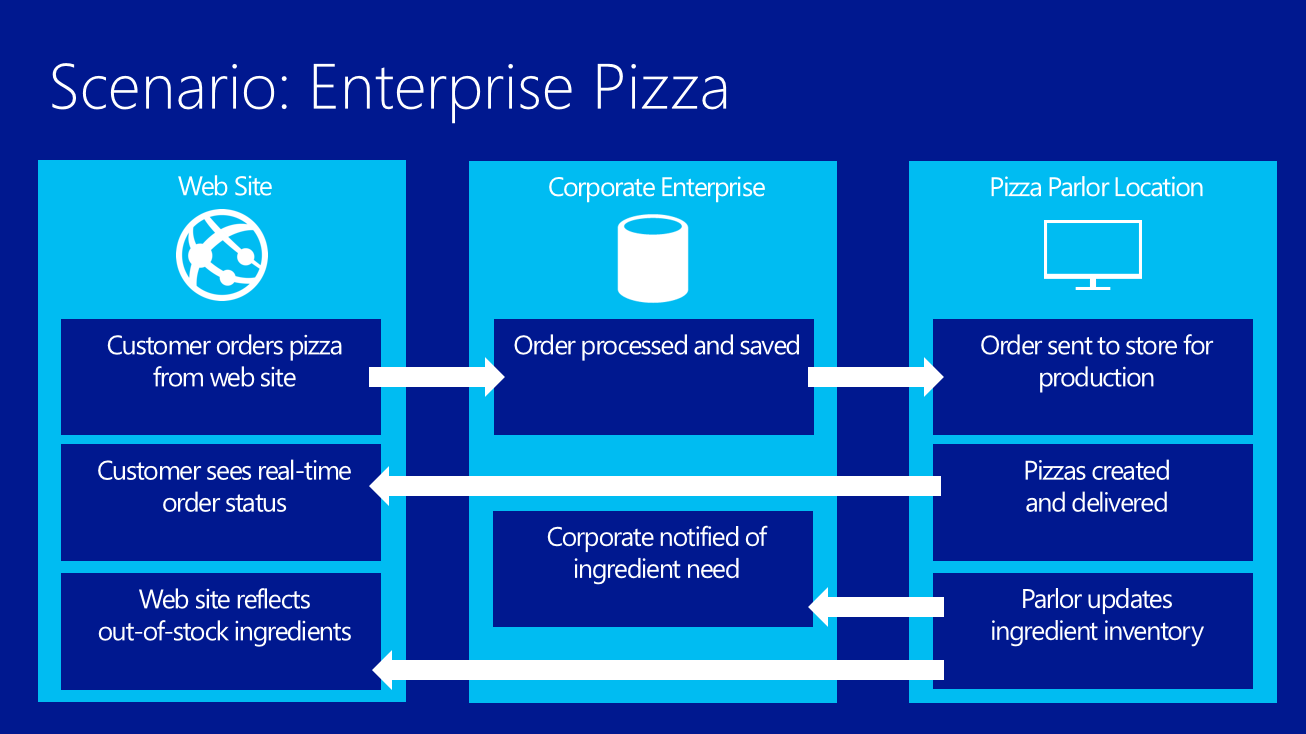 Scenario: Enterprise Pizza
Web Site
Customer orders pizza
from web site
Customer sees real-time
order status
Web site reflects
out-of-stock ingredients
Corporate Enterprise
Order processed and saved
Corporate notified of
ingredient need
Pizza Parlor Location
Order sent to store for
production
Pizzas created
and delivered
Parlor updates
ingredient inventory